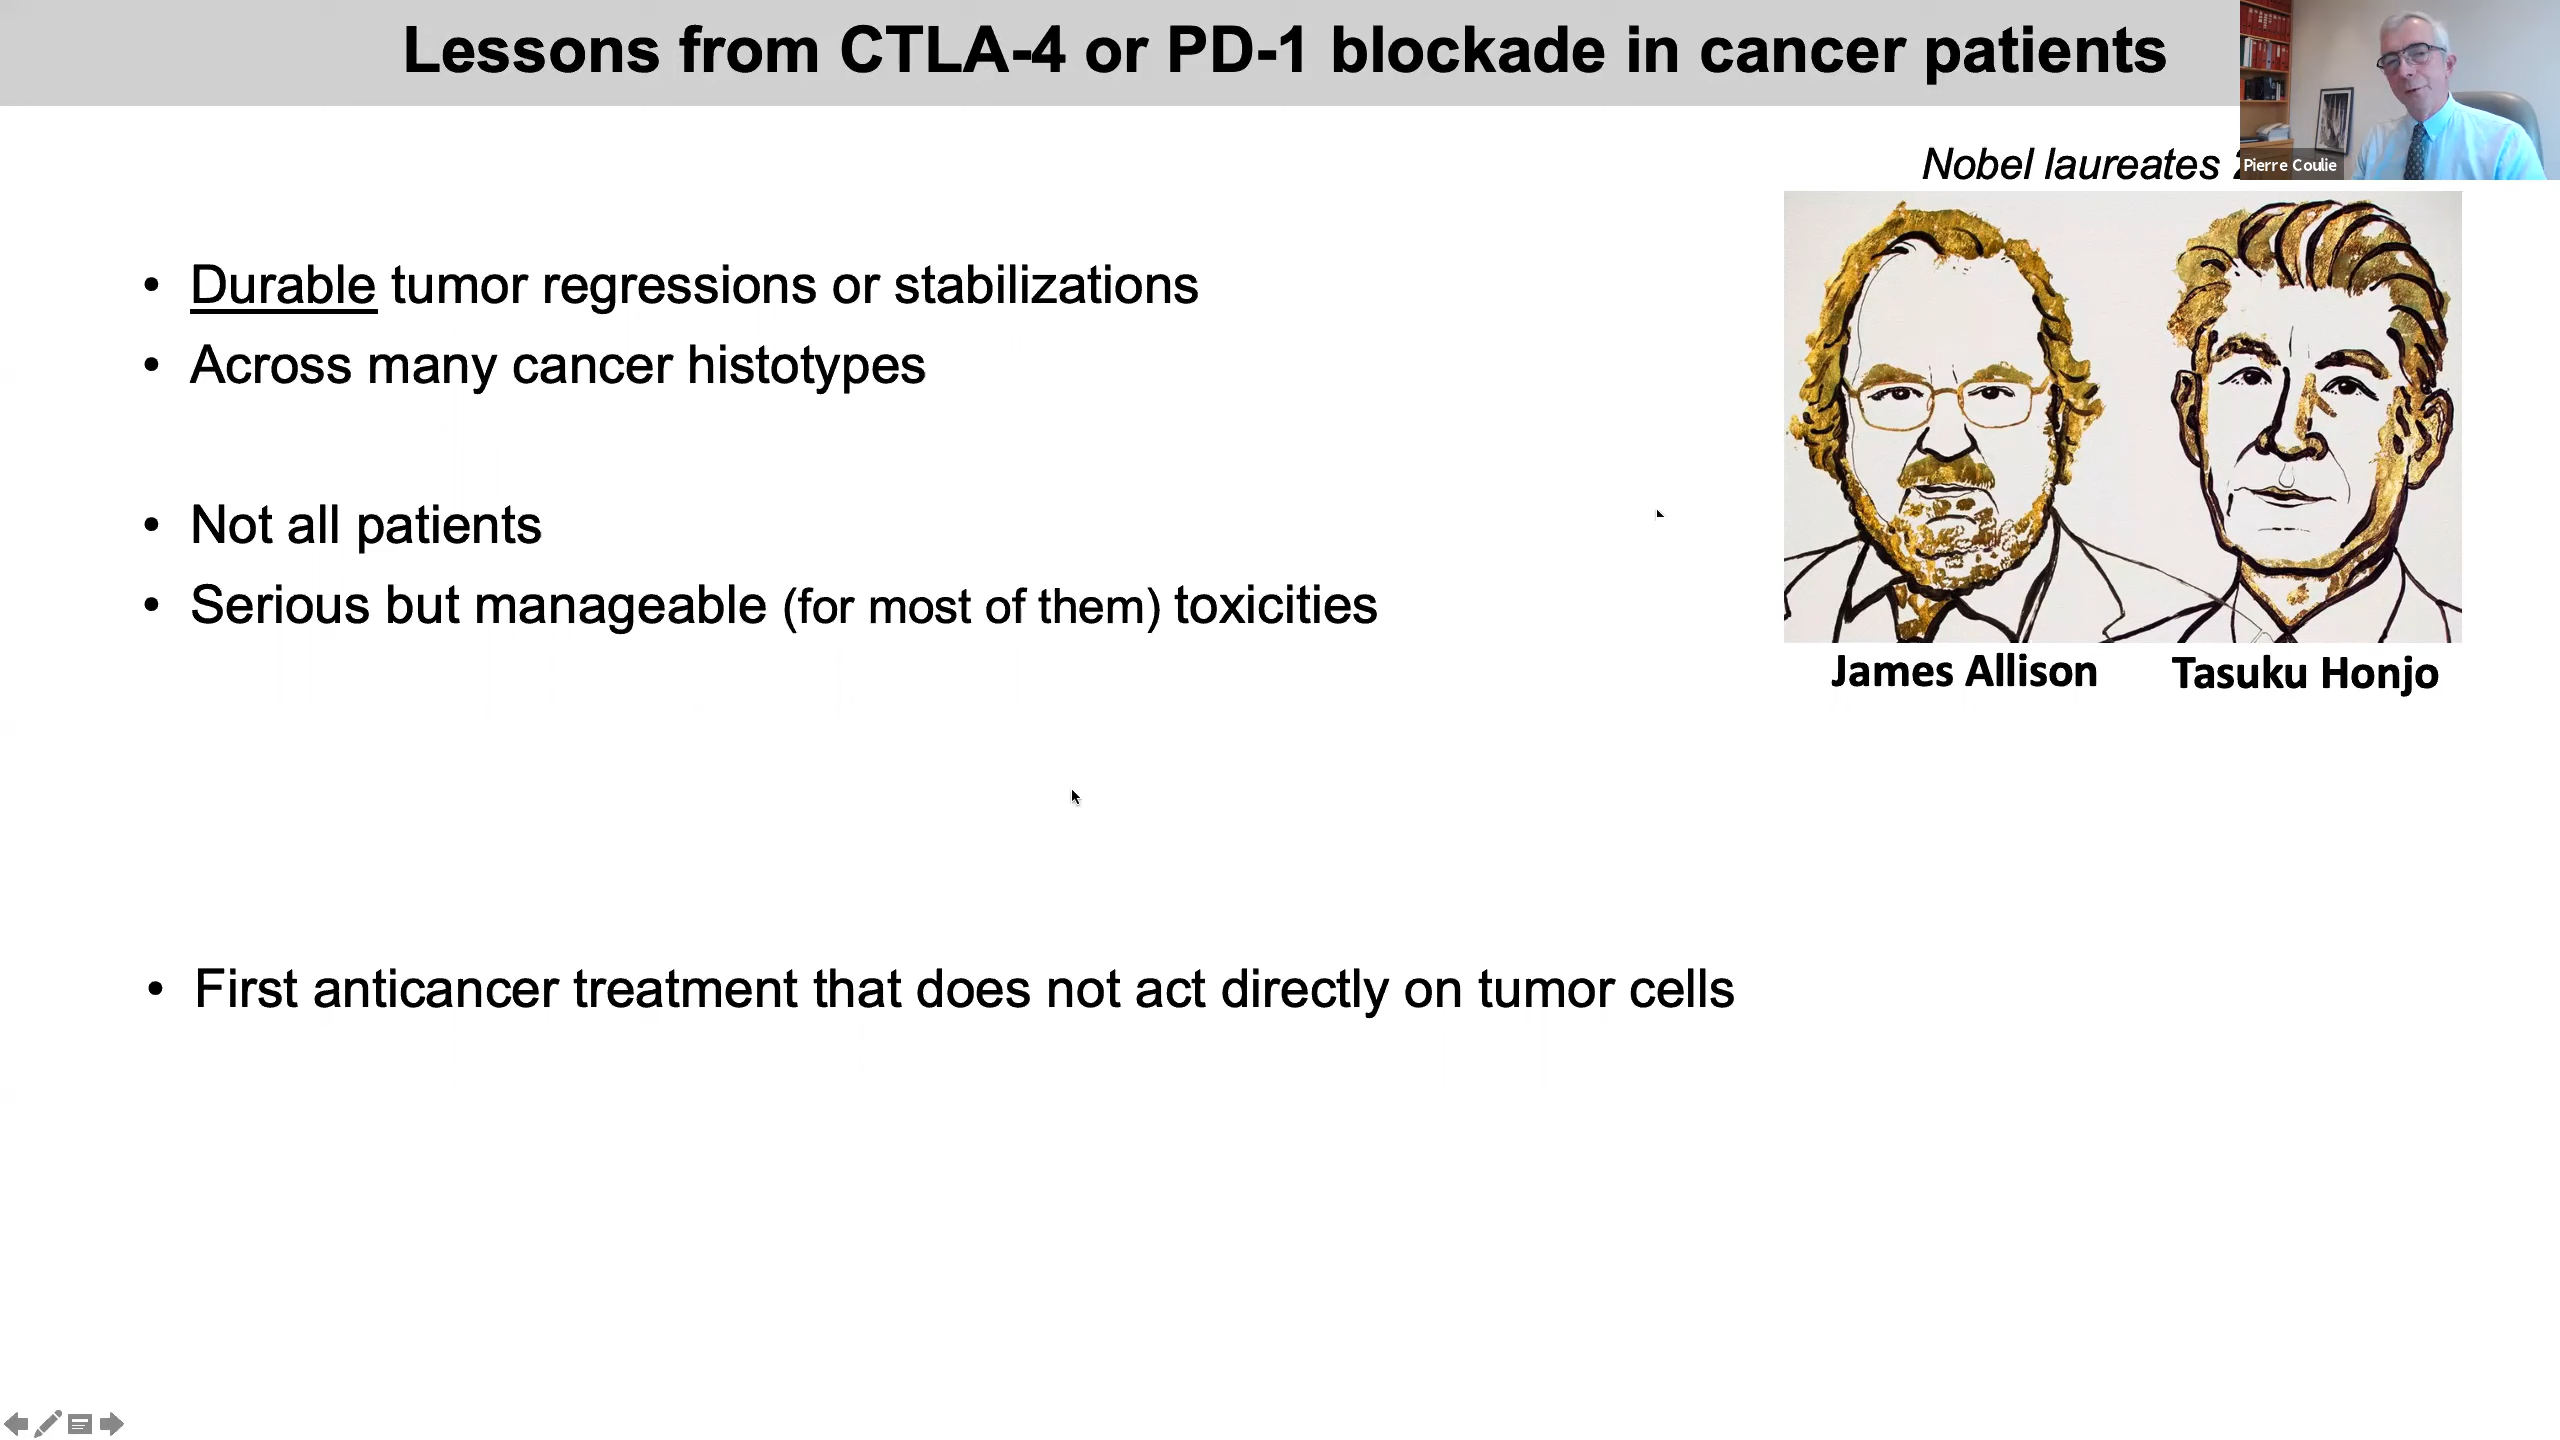 Lessons from CTLA-4 or PD-1 blockade in cancer patients
Pierre Coulie
Nobel laureates
• Durable tumor regressions or stabilizations
• Across many cancer histotypes
• Not all patients
• Serious but manageable (for most of them) toxicities
James Allison Tasuku Honjo
• First anticancer treatment that does not act directly on tumor cells